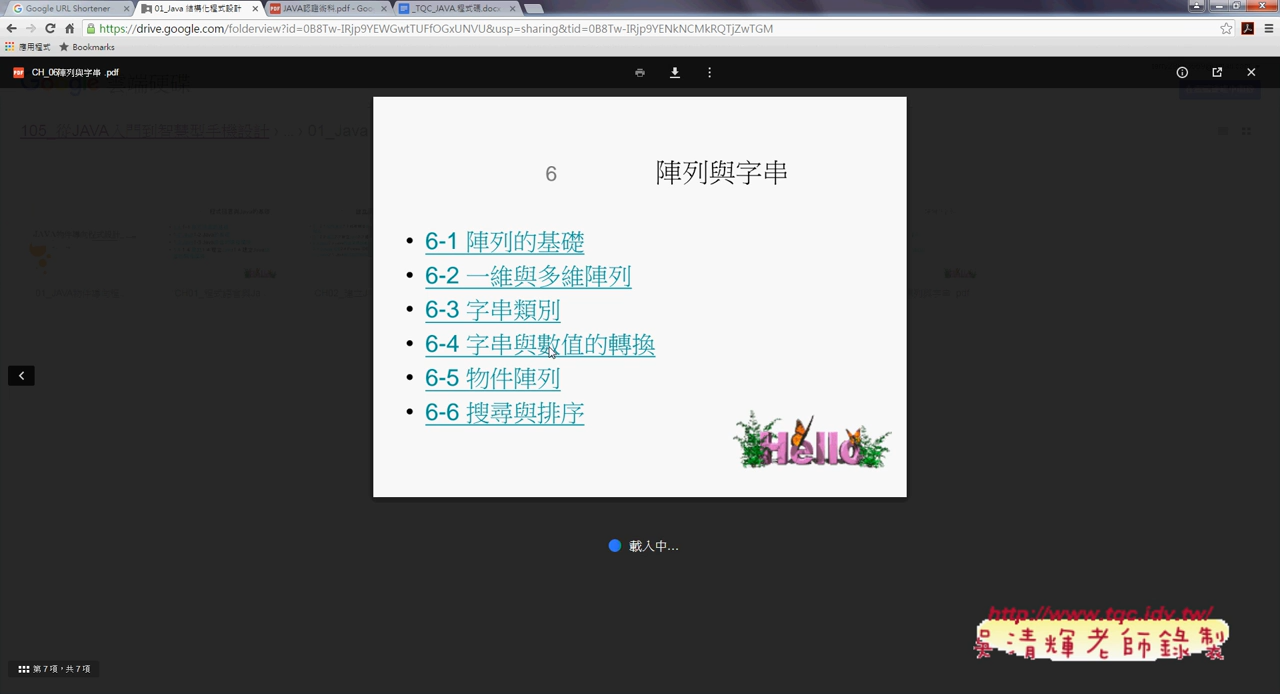 Google URL Shortener
01_Java 結構化程式設計
JAVA認證術科.pdf - Goo
_TQC_JAVA 程式碼.docx
https://drive.google.com/folderview?id=0B8Tw-IRjp9YEWGwtTUFfOGxUNVU&usp=sharing&tid=0B8Tw-IRjp9YENkNCMkRQTjZwTGM
應用程式
Bookmarks
CH_06陣列與字串 .pdf
6 陣列與字串
• 6-1 陣列的基礎
• 6-2 一維與多維陣列
• 6-3 字串類別
• 6-4 字串與數值的轉換
• 6-5 物件陣列
• 6-6 搜尋與排序
Hello
載入中...
http://www.tqc.idv.tw/
吳清輝老師錄製
第 7 項，共 7 項